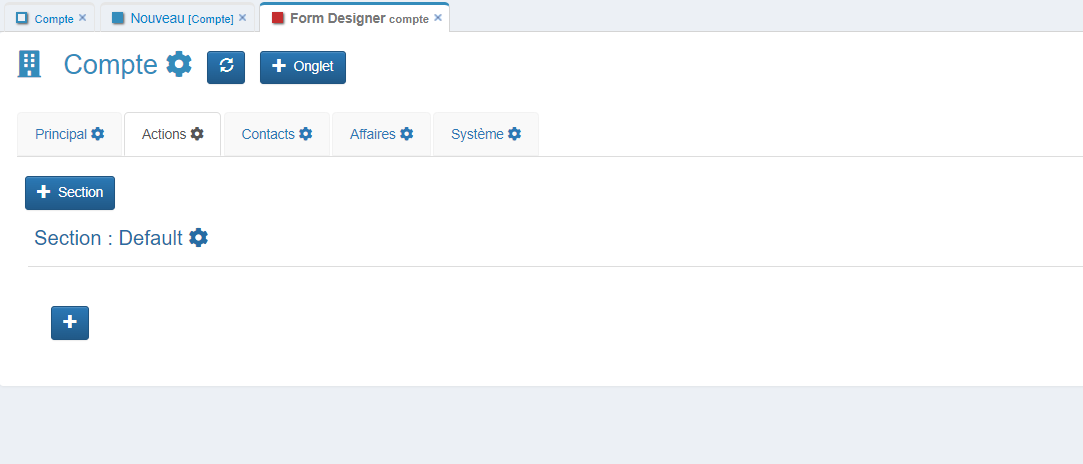 Compte × Nouveau [Compte] × Form Designer compte ×
Compte Onglet
Principal Actions Contacts Affaires Système
Section
Section : Default